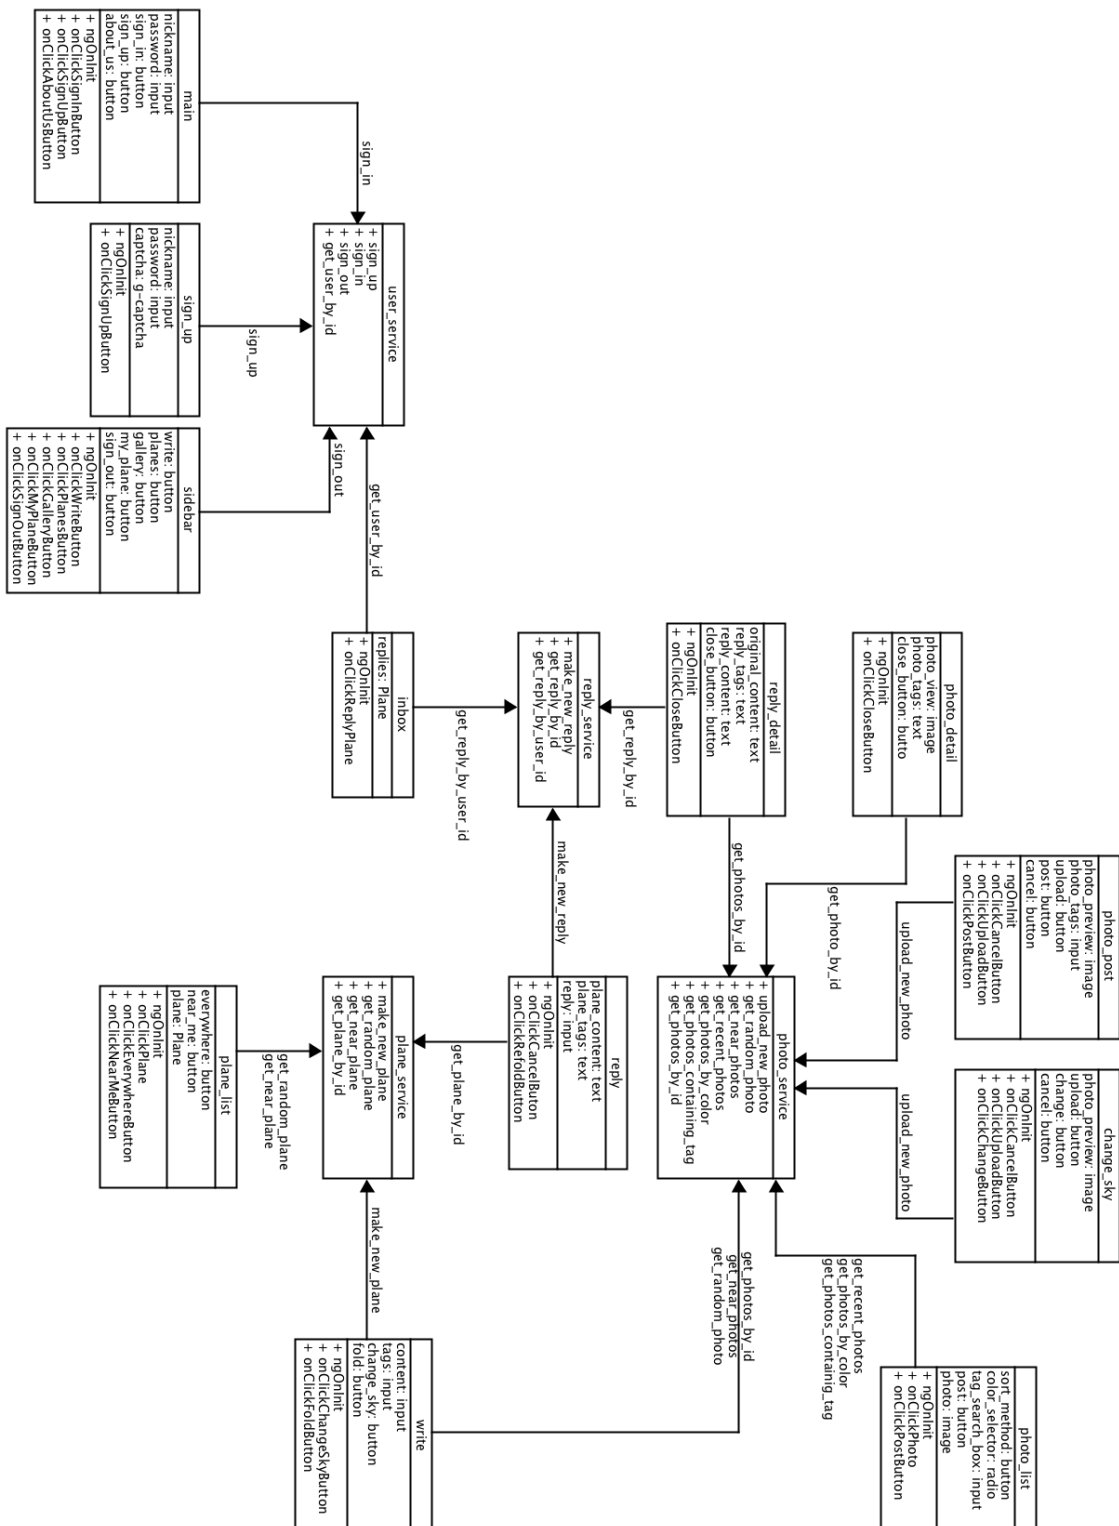 photo_post
photo_preview: image
photo_tags: input
upload: button
post: button
cancel: button
+ ngOnInit
+ onClickCancelButton
+ onClickUploadButton
+ onClickPostButton
change_sky
photo_preview: image
upload: button
change: button
cancel: button
+ ngOnInit
+ onClickCancelButton
+ onClickUploadButton
+ onClickChangeButton
photo_list
sort_method: button
color_selector: radio
tag_search_box: input
post: button
photo: image
+ ngOnInit
+ onClickPhoto
+ onClickPostButton
photo_detail
photo_view: image
photo_tags: text
close_button: butto
+ ngOnInit
+ onClickCloseButton
upload_new_photo
upload_new_photo
get_recent_photos
get_photos_by_color
get_photos_containig_tag
get_photo_by_id
reply_detail
original_content: text
reply_tags: text
reply_content: text
close_button: button
+ ngOnInit
+ onClickCloseButton
get_photos_by_id
photo_service
+ upload_new_photo
+ get_random_photo
+ get_near_photos
+ get_recent_photos
+ get_photos_by_color
+ get_photos_containing_tag
+ get_photos_by_id
get_photos_by_id
get_near_photos
get_random_photo
get_reply_by_id
reply_service
+ make_new_reply
+ get_reply_by_id
+ get_reply_by_user_id
make_new_reply
reply
plane_content: text
plane_tags: text
reply: input
+ ngOnInit
+ onClickCancelButton
+ onClickRefoldButton
get_reply_by_user_id
get_plane_by_id
inbox
replies: Plane
+ ngOnInit
+ onClickReplyPlane
get_user_by_id
user_service
+ sign_up
+ sign_in
+ sign_out
+ get_user_by_id
plane_service
+ make_new_plane
+ get_random_plane
+ get_near_plane
+ get_plane_by_id
make_new_plane
write
content: input
tags: input
change_sky: button
fold: button
+ ngOnInit
+ onClickChangeSkyButton
+ onClickFoldButton
sign_in
sign_up
sign_out
get_random_plane
get_near_plane
main
nickname: input
password: input
sign_in: button
sign_up: button
about_us: button
+ ngOnInit
+ onClickSignInButton
+ onClickSignUpButton
+ onClickAboutUsButton
sign_up
nickname: input
password: input
captcha: g-captcha
+ ngOnInit
+ onClickSignUpButton
sidebar
write: button
planes: button
gallery: button
my_plane: button
sign_out: button
+ ngOnInit
+ onClickWriteButton
+ onClickPlanesButton
+ onClickGalleryButton
+ onClickMyPlaneButton
+ onClickSignOutButton
plane_list
everywhere: button
near_me: button
plane: Plane
+ ngOnInit
+ onClickPlane
+ onClickEverywhereButton
+ onClickNearMeButton